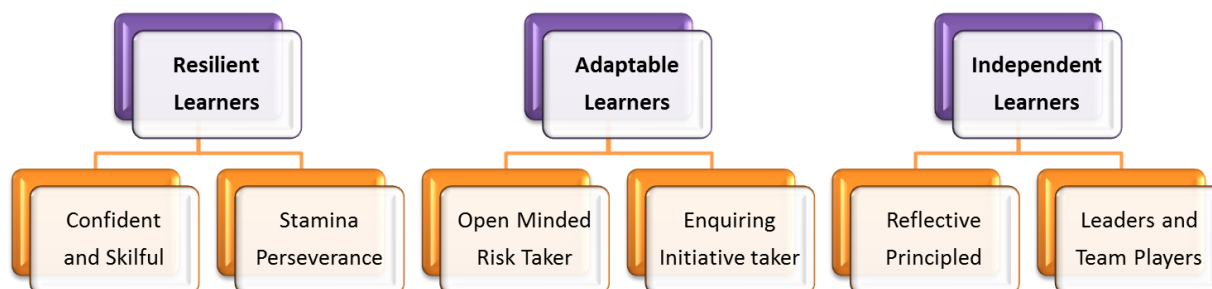 Resilient
Learners
Adaptable
Learners
Independent
Learners
Confident
and Skilful
Stamina
Perseverance
Open Minded
Risk Taker
Enquiring
Initiative taker
Reflective
Principled
Leaders and
Team Players